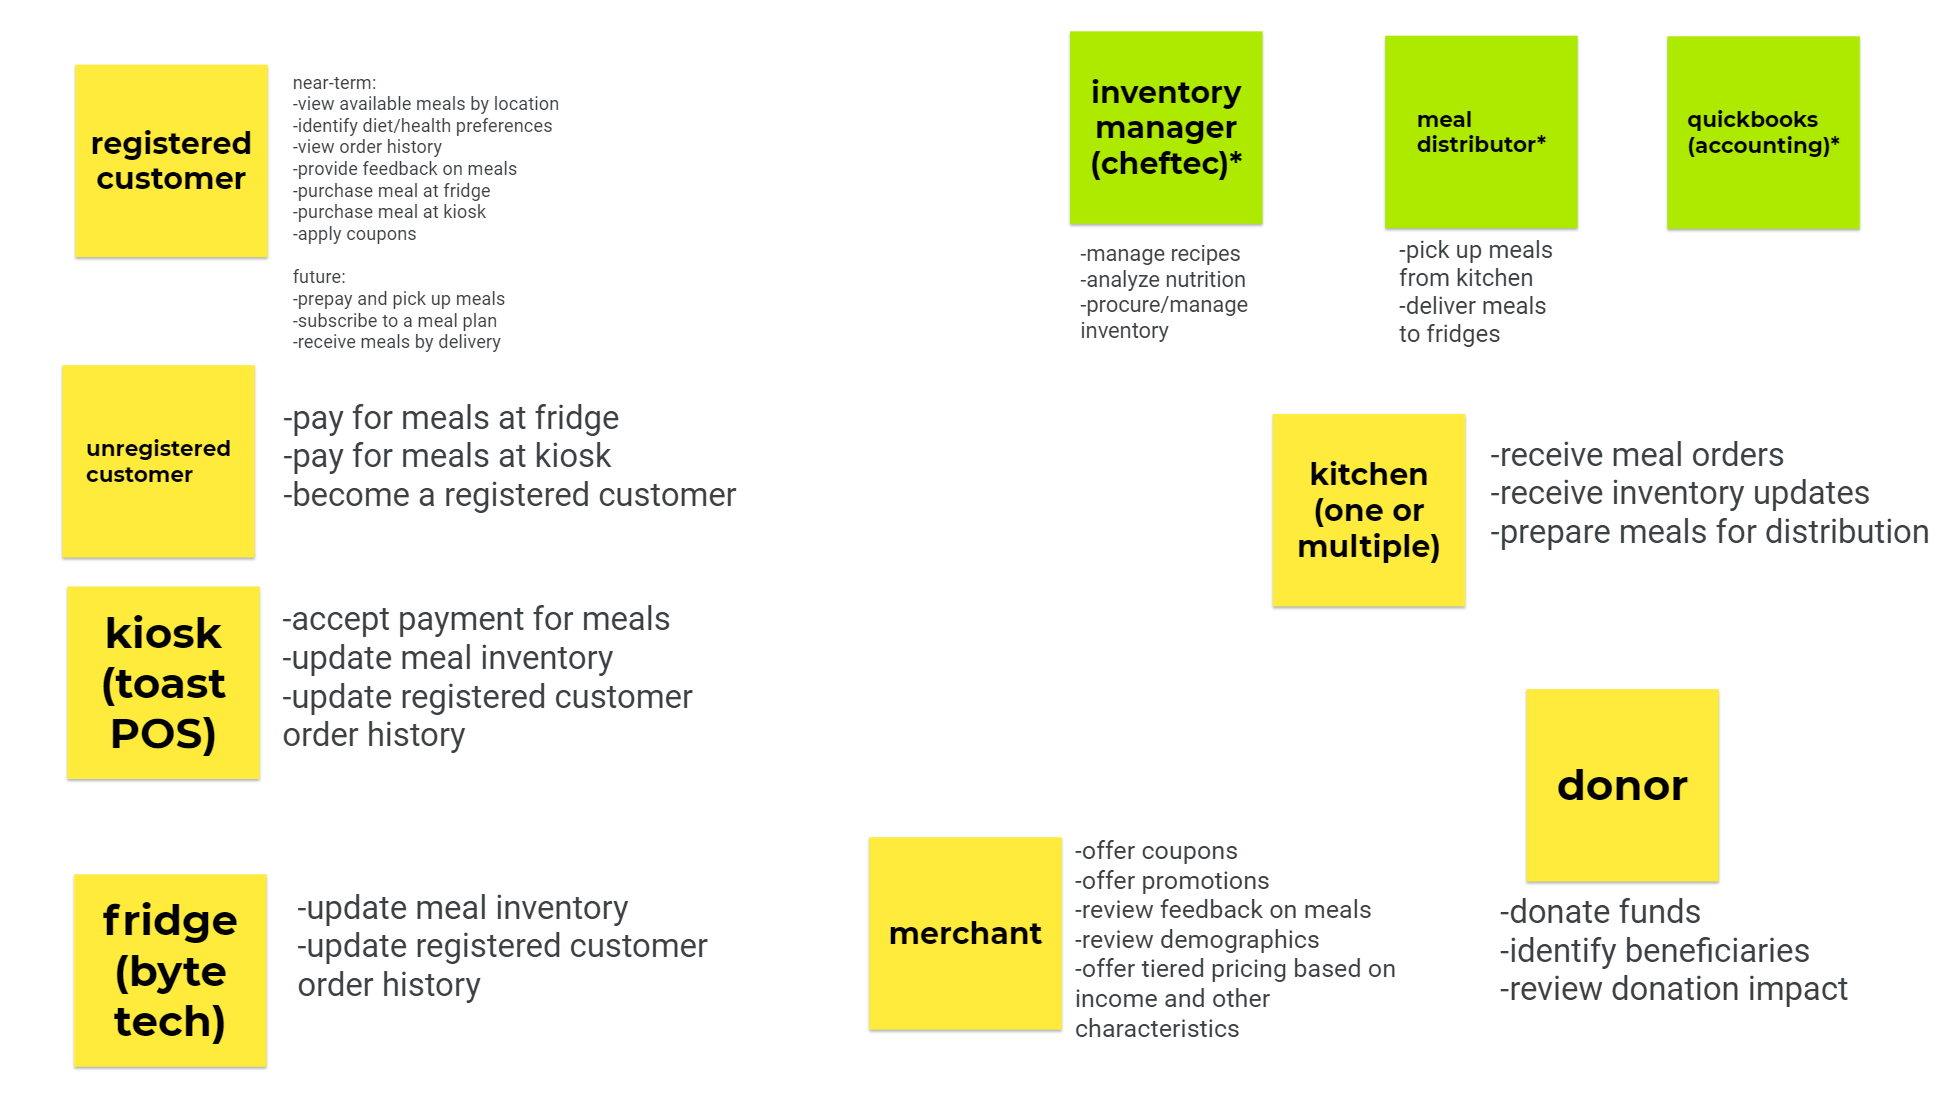 registered
customer
near-term:
-view available meals by location
-identify diet/health preferences
-view order history
-provide feedback on meals
-purchase meal at fridge
-purchase meal at kiosk
-apply coupons
future:
-prepay and pick up meals
-subscribe to a meal plan
-receive meals by delivery
inventory
manager
(cheftec)*
-manage recipes
-analyze nutrition
-procure/manage
inventory
meal
distributor*
-pick up meals
from kitchen
-deliver meals
to fridges
quickbooks
(accounting)*
unregistered
customer
-pay for meals at fridge
-pay for meals at kiosk
-become a registered customer
kitchen
(one or
multiple)
-receive meal orders
-receive inventory updates
-prepare meals for distribution
kiosk
(toast
POS)
-accept payment for meals
-update meal inventory
-update registered customer
order history
donor
-donate funds
-identify beneficiaries
-review donation impact
fridge
(byte
tech)
-update meal inventory
-update registered customer
order history
merchant
-offer coupons
-offer promotions
-review feedback on meals
-review demographics
-offer tiered pricing based on
income and other
characteristics